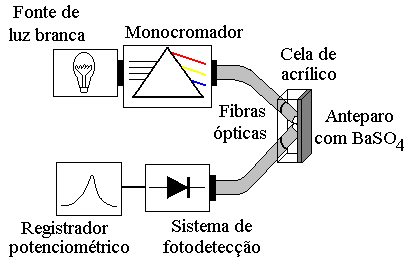 Fonte de
luz branca
Monocromador
Cela de
acrílico
Fibras
ópticas
Anteparo
com BaSO4
Registrador
potenciométrico
Sistema de
fotodetecção